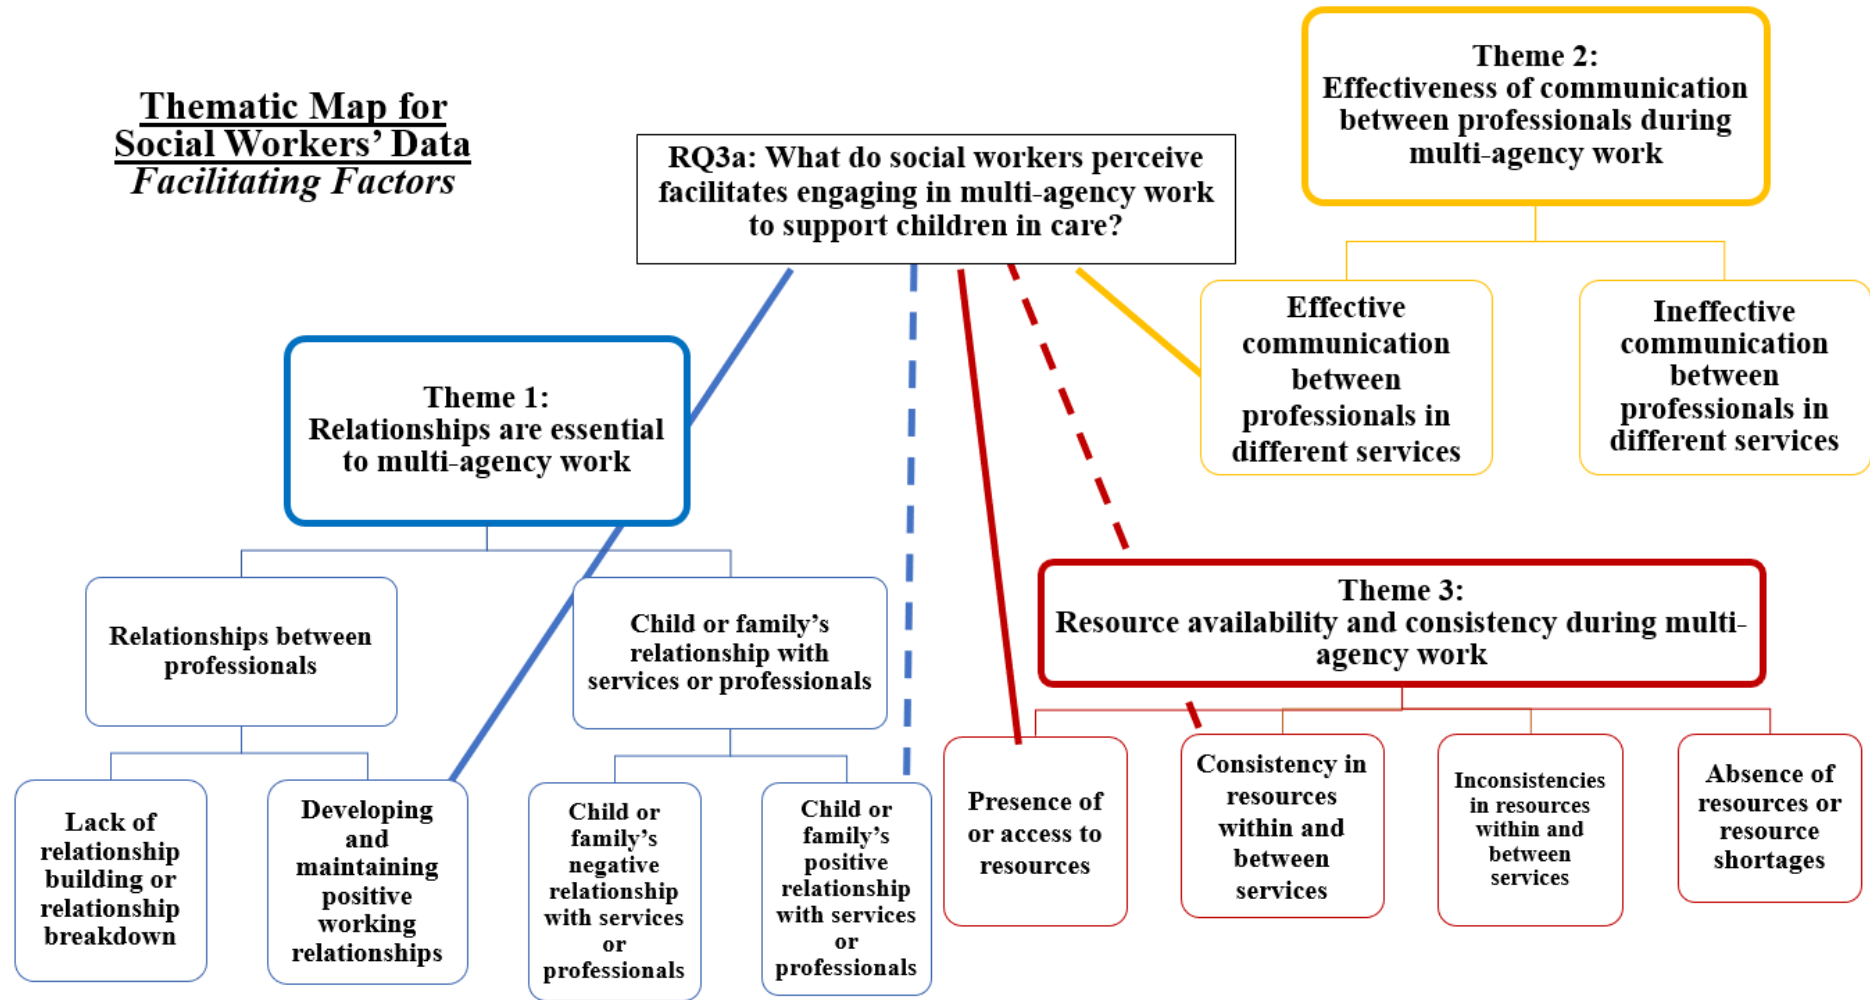 Thematic Map for
Social Workers’ Data
Facilitating Factors
RQ3a: What do social workers perceive
facilitates engaging in multi-agency work
to support children in care?
Theme 2:
Effectiveness of communication
between professionals during
multi-agency work
Effective
communication
between
professionals in
different services
Ineffective
communication
between
professionals in
different services
Theme 1:
Relationships are essential
to multi-agency work
Relationships between
professionals
Child or family’s
relationship with
services or professionals
Lack of
relationship
building or
relationship
breakdown
Developing
and
maintaining
positive
working
relationships
Child or
family’s
negative
relationship
with services
or
professionals
Child or
family’s
positive
relationship
with services
or
professionals
Theme 3:
Resource availability and consistency during multi-
agency work
Presence of
or access to
resources
Consistency in
resources
within and
between
services
Inconsistencies
in resources
within and
between
services
Absence of
resources or
resource
shortages